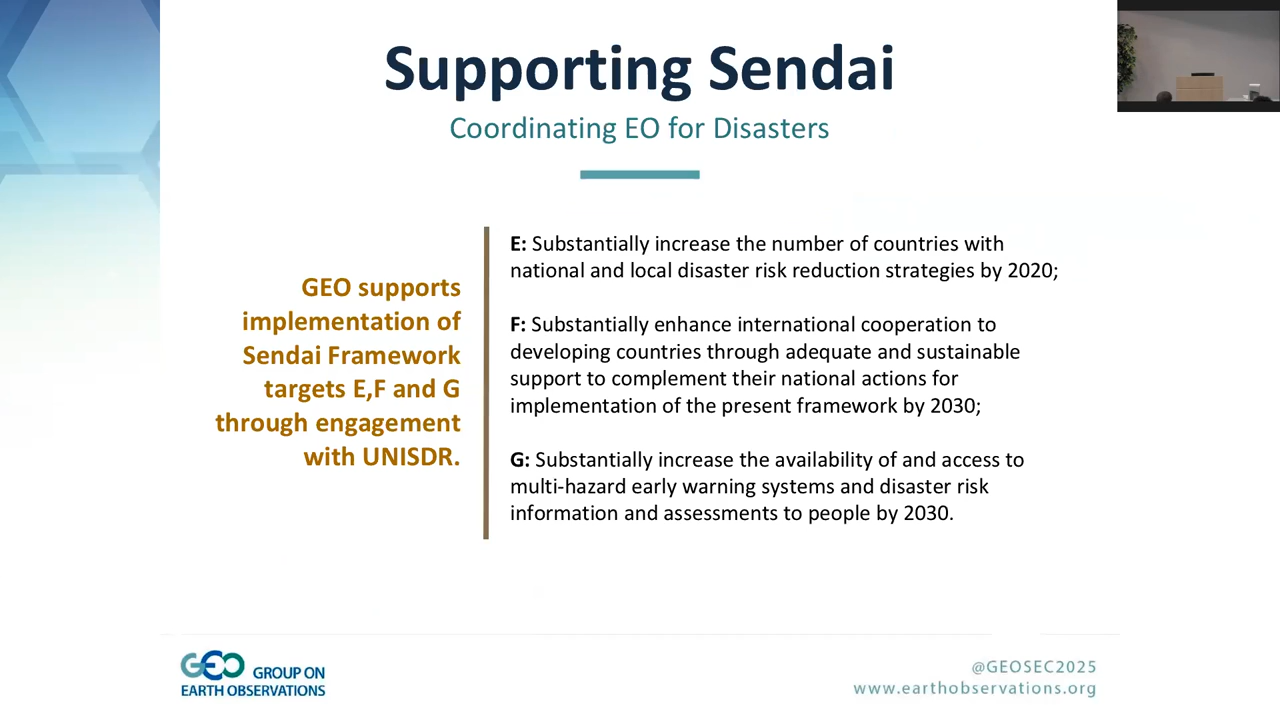 Supporting Sendai
Coordinating EO for Disasters
GEO supports
implementation of
Sendai Framework
targets E,F and G
through engagement
with UNISDR.
E: Substantially increase the number of countries with
national and local disaster risk reduction strategies by 2020;
F: Substantially enhance international cooperation to
developing countries through adequate and sustainable
support to complement their national actions for
implementation of the present framework by 2030;
G: Substantially increase the availability of and access to
multi-hazard early warning systems and disaster risk
information and assessments to people by 2030.
GEO GROUP ON
EARTH OBSERVATIONS
@GEOSEC2025
www.earthobservations.org